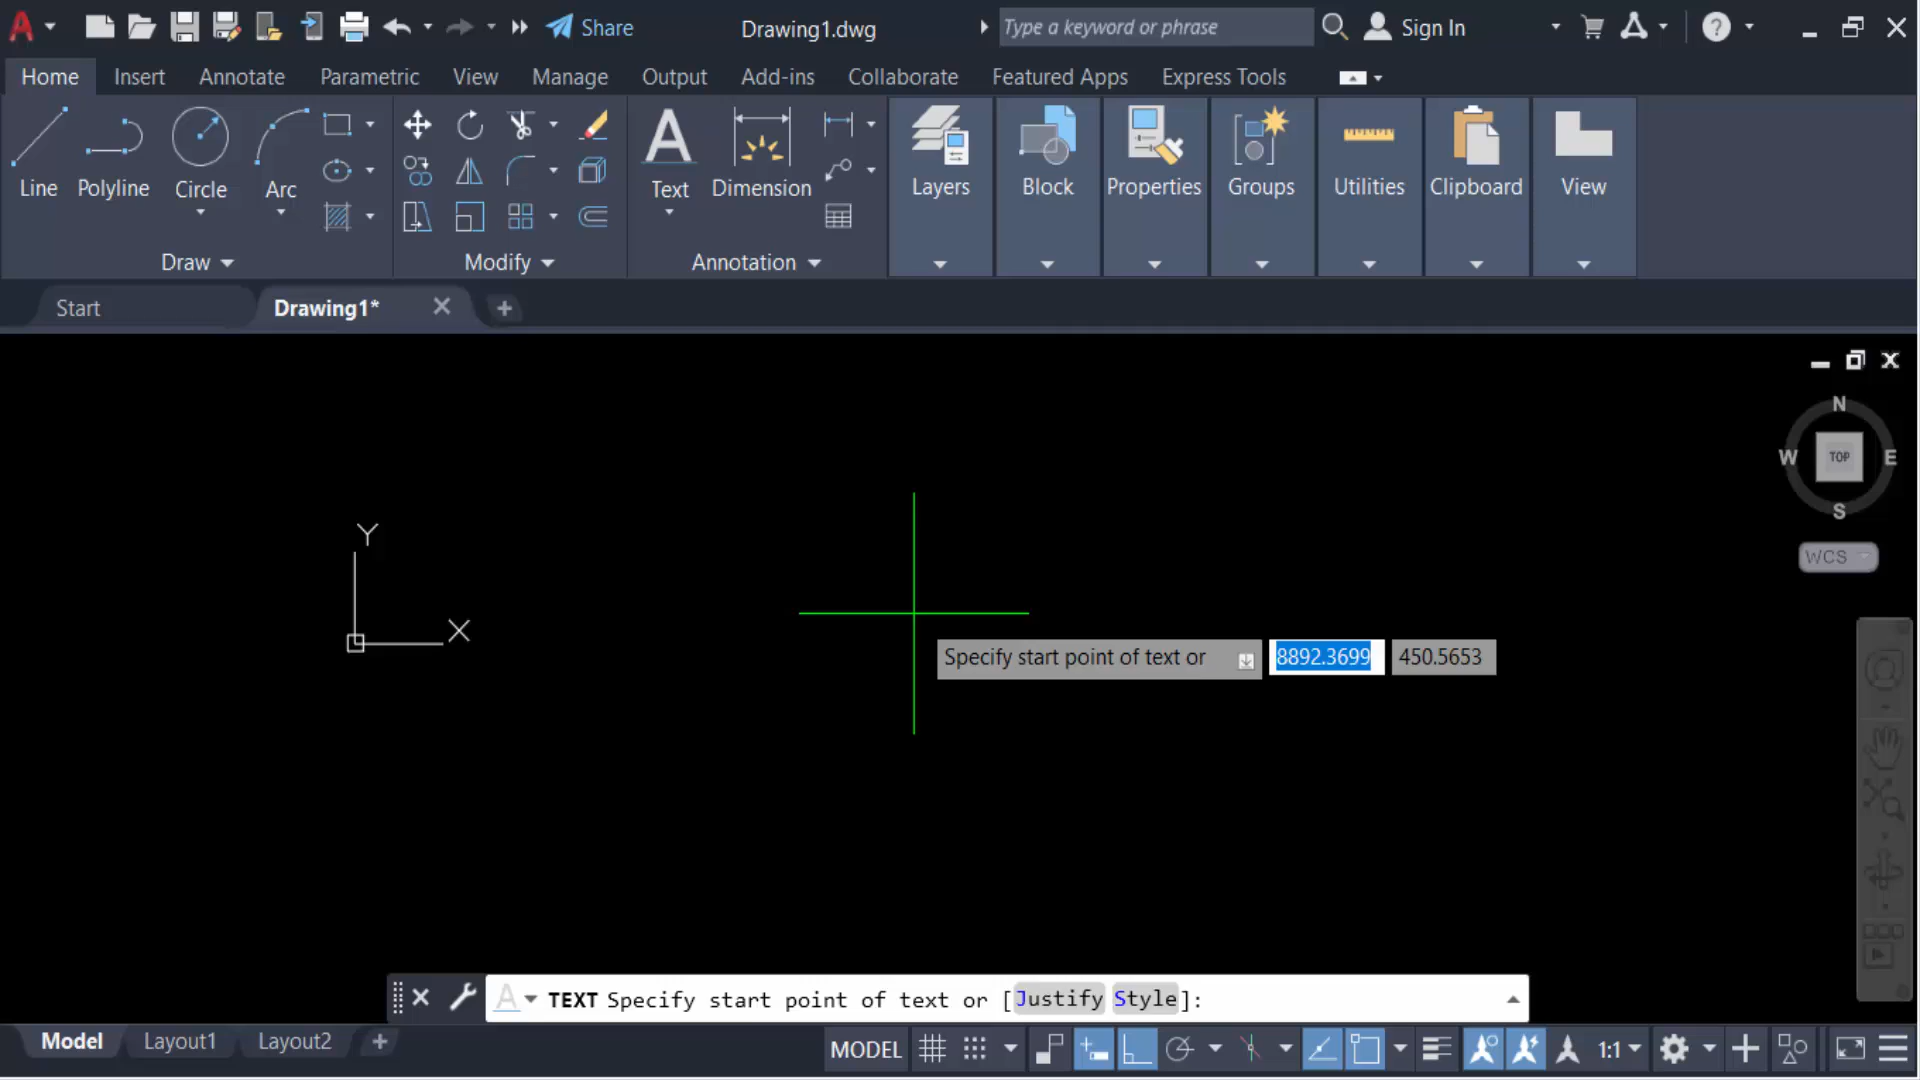 Share
Drawing1.dwg
Type a keyword or phrase
Sign In
Home Insert Annotate Parametric View Manage Output Add-ins Collaborate Featured Apps Express Tools
Line Polyline Circle Arc
Text Dimension
Layers Block Properties Groups Utilities Clipboard View
Draw Modify Annotation
Start Drawing1*
N
W TOP E
S
WCS
Y
X
Specify start point of text or 8892.3699 450.5653
TEXT Specify start point of text or [Justify Style]:
Model Layout1 Layout2
MODEL 1:1